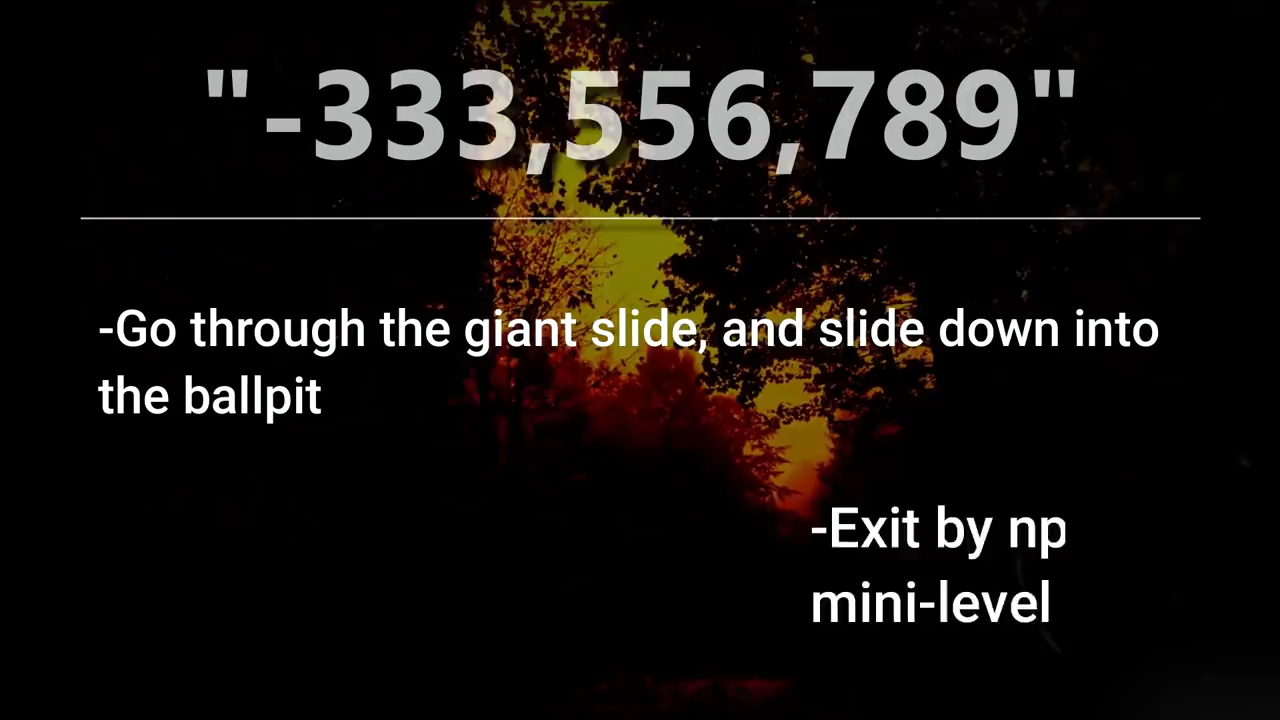 "-333,556,789"
-Go through the giant slide, and slide down into
the ballpit
-Exit by np
mini-level